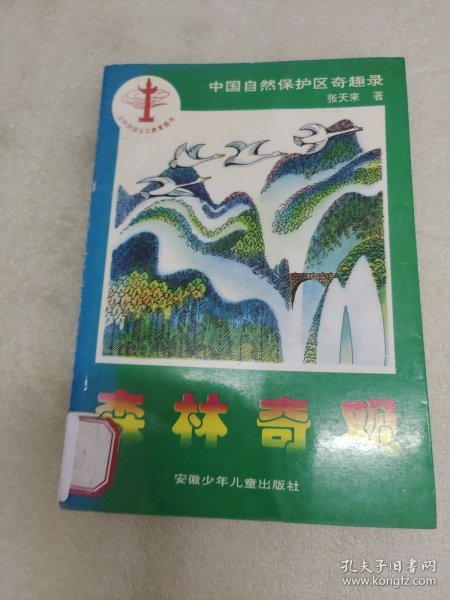 中国自然保护区奇趣录
张天来 著
森林奇观
安徽少年儿童出版社
孔夫子旧书网
www.kongfz.com